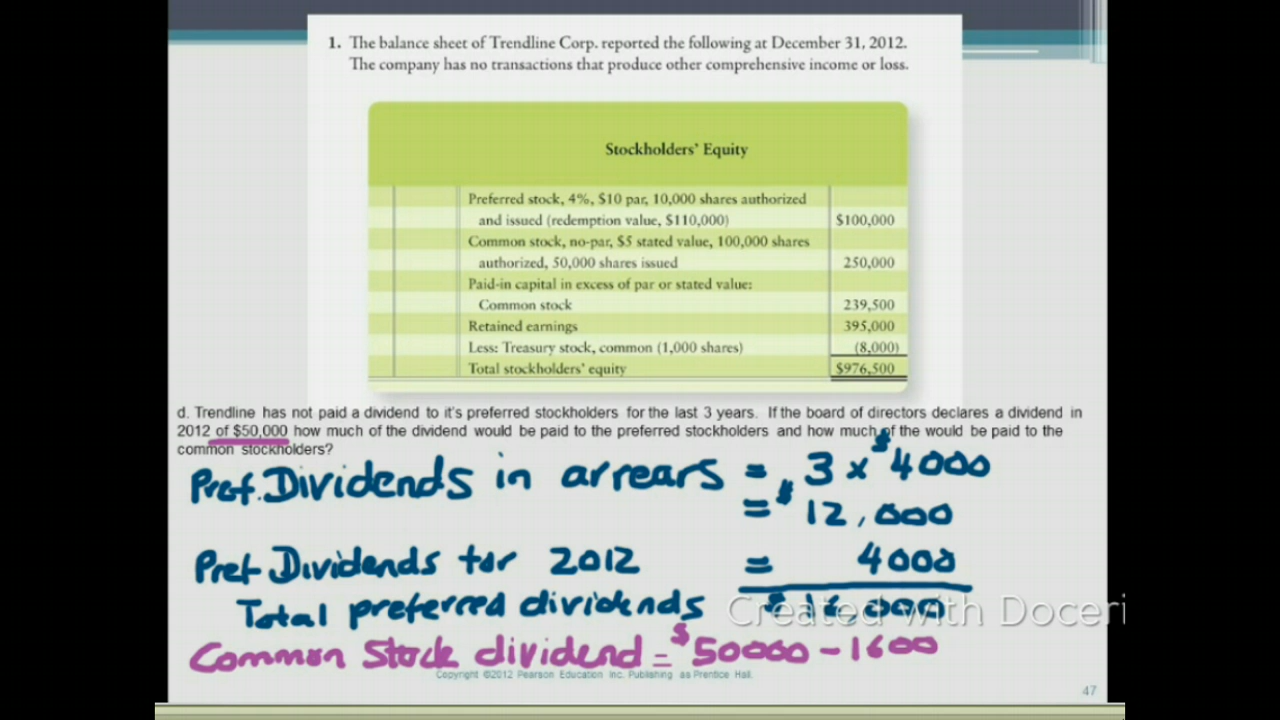 1. The balance sheet of Trendline Corp. reported the following at December 31, 2012.
The company has no transactions that produce other comprehensive income or loss.
Stockholders' Equity
Preferred stock, 4%, $10 par, 10,000 shares authorized
and issued (redemption value, $110,000) $100,000
Common stock, no-par, $5 stated value, 100,000 shares
authorized, 50,000 shares issued 250,000
Paid-in capital in excess of par or stated value:
Common stock 239,500
Retained earnings 395,000
Less: Treasury stock, common (1,000 shares) (8,000)
Total stockholders' equity $976,500
d. Trendline has not paid a dividend to it's preferred stockholders for the last 3 years. If the board of directors declares a dividend in
2012 of $50,000 how much of the dividend would be paid to the preferred stockholders and how much of the would be paid to the
common stockholders?
Pref. Dividends in arrears = 3 x $4000
= $12,000
Pref Dividends for 2012 = 4000
Total preferred dividends $16,000
Created with Doceri
Common Stock dividend = $50000 - 1600
Copyright ©2012 Pearson Education Inc. Publishing as Prentice Hall.
47